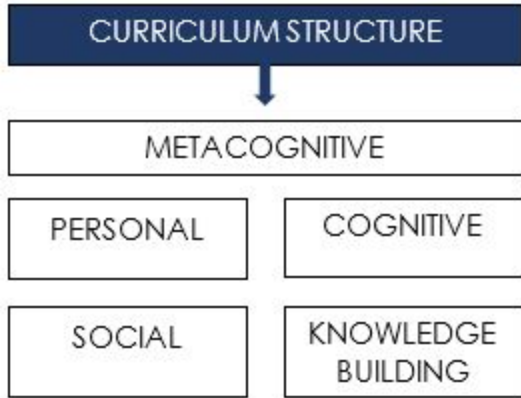 CURRICULUM STRUCTURE
METACOGNITIVE
PERSONAL
COGNITIVE
SOCIAL
KNOWLEDGE
BUILDING